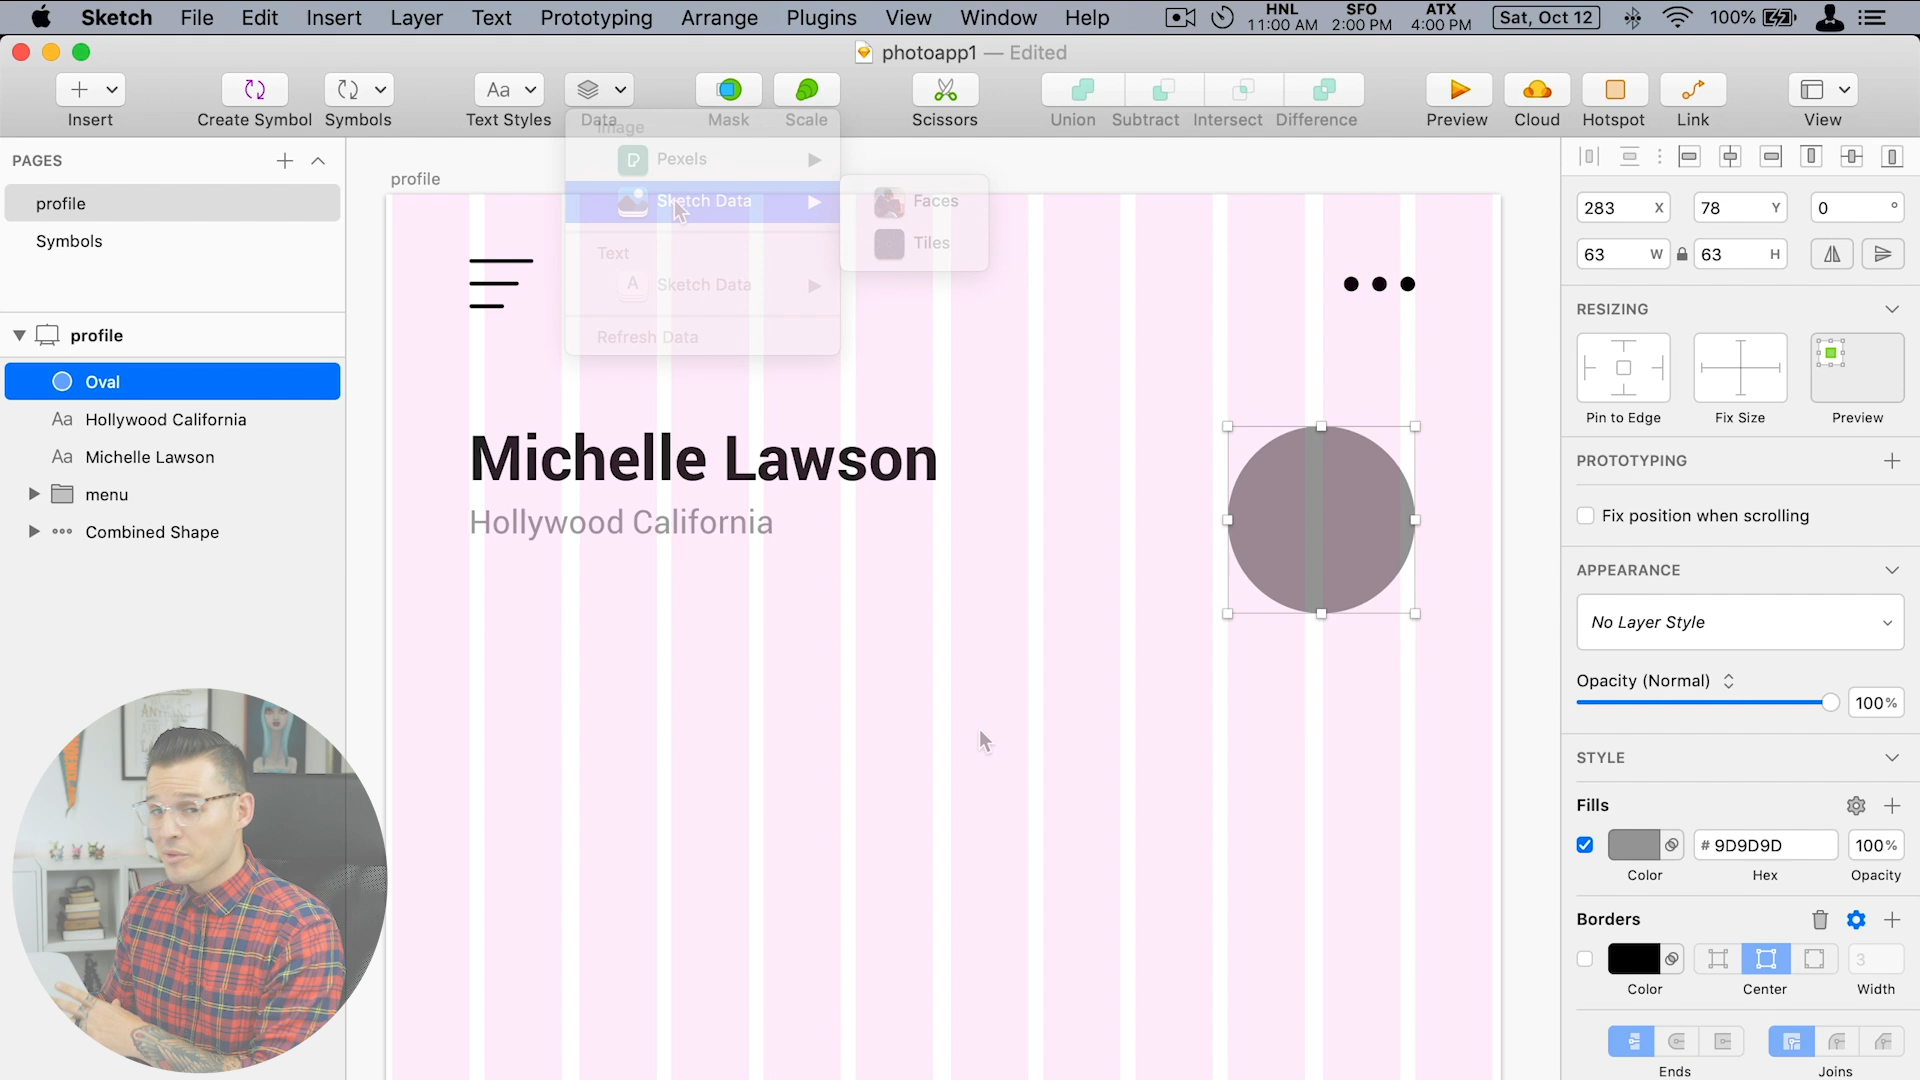 Sketch File Edit Insert Layer Text Prototyping Arrange Plugins View Window Help HNL 11:00 AM SFO 2:00 PM ATX 4:00 PM Sat, Oct 12 100%
photoapp1 — Edited
Insert Create Symbol Symbols Text Styles Data Mask Scale Scissors Union Subtract Intersect Difference Preview Cloud Hotspot Link View
Aa
PAGES
profile
Symbols
profile
Oval
Aa Hollywood California
Aa Michelle Lawson
menu
Combined Shape
profile
Image
Pexels
Sketch Data
Faces
Tiles
Text
A Sketch Data
Refresh Data
Michelle Lawson
Hollywood California
283 X 78 Y 0 °
63 W 63 H
RESIZING
Pin to Edge Fix Size Preview
PROTOTYPING
Fix position when scrolling
APPEARANCE
No Layer Style
Opacity (Normal)
100%
STYLE
Fills
# 9D9D9D 100%
Color Hex Opacity
Borders
3
Color Center Width
Ends Joins